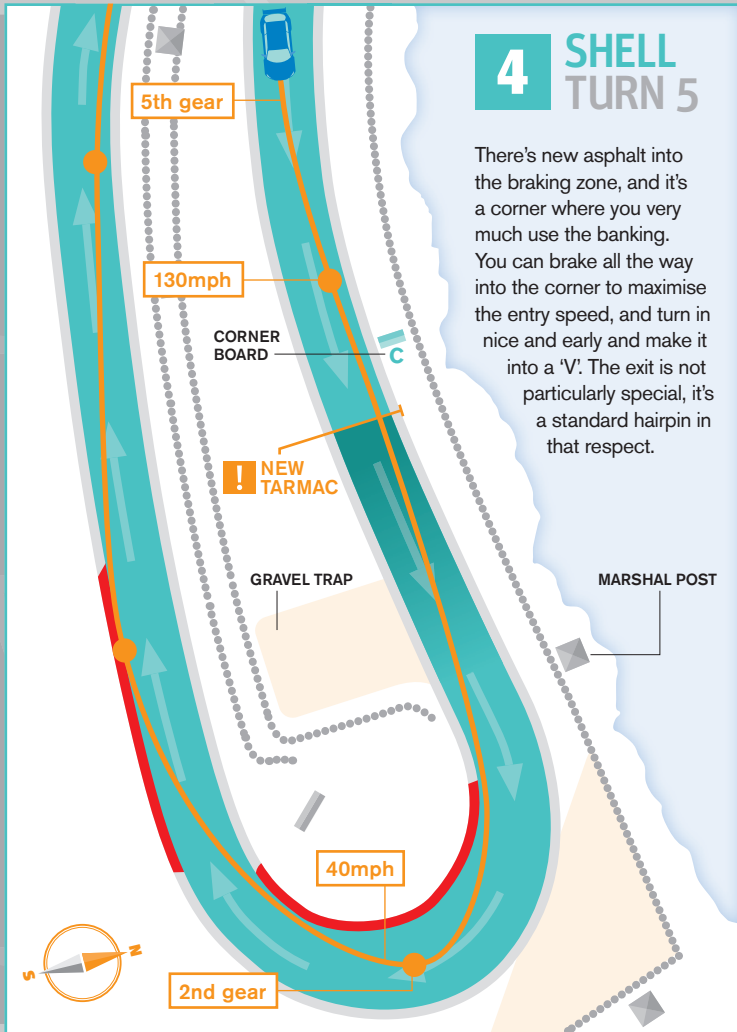 4 SHELL
TURN 5
There's new asphalt into
the braking zone, and it's
a corner where you very
much use the banking.
You can brake all the way
into the corner to maximise
the entry speed, and turn in
nice and early and make it
into a 'V'. The exit is not
particularly special, it's
a standard hairpin in
that respect.
5th gear
130mph
CORNER
BOARD
C
! NEW
TARMAC
GRAVEL TRAP
MARSHAL POST
40mph
2nd gear
N
S